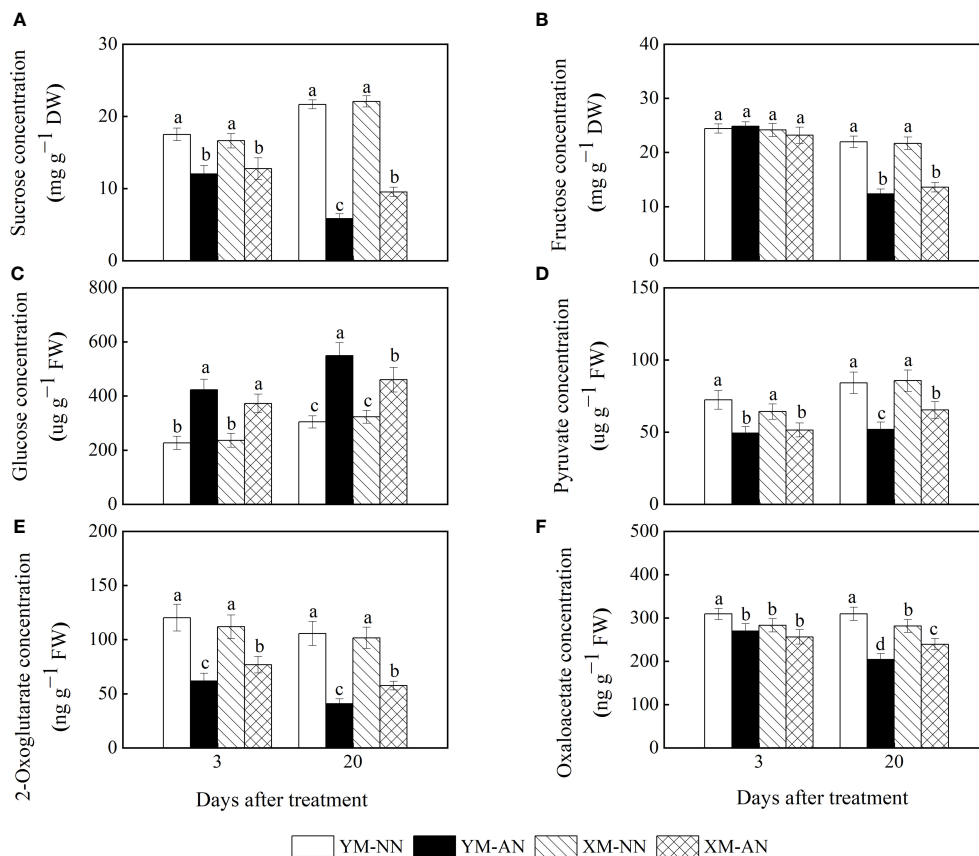 A
Sucrose concentration
(mg g−1 DW)
30
20
10
0
a
b
a
b
a
c
a
b
B
Fructose concentration
(mg g−1 DW)
40
30
20
10
0
a
a
a
a
a
b
a
b
C
Glucose concentration
(ug g−1 FW)
800
600
400
200
0
b
a
b
a
c
a
c
b
D
Pyruvate concentration
(ug g−1 FW)
150
100
50
0
a
b
a
b
a
c
a
b
E
2-Oxoglutarate concentration
(ng g−1 FW)
200
150
100
50
0
a
c
a
b
a
c
a
b
3
20
Days after treatment
F
Oxaloacetate concentration
(ng g−1 FW)
500
400
300
200
100
0
a
b
b
b
a
d
b
c
3
20
Days after treatment
YM-NN YM-AN XM-NN XM-AN